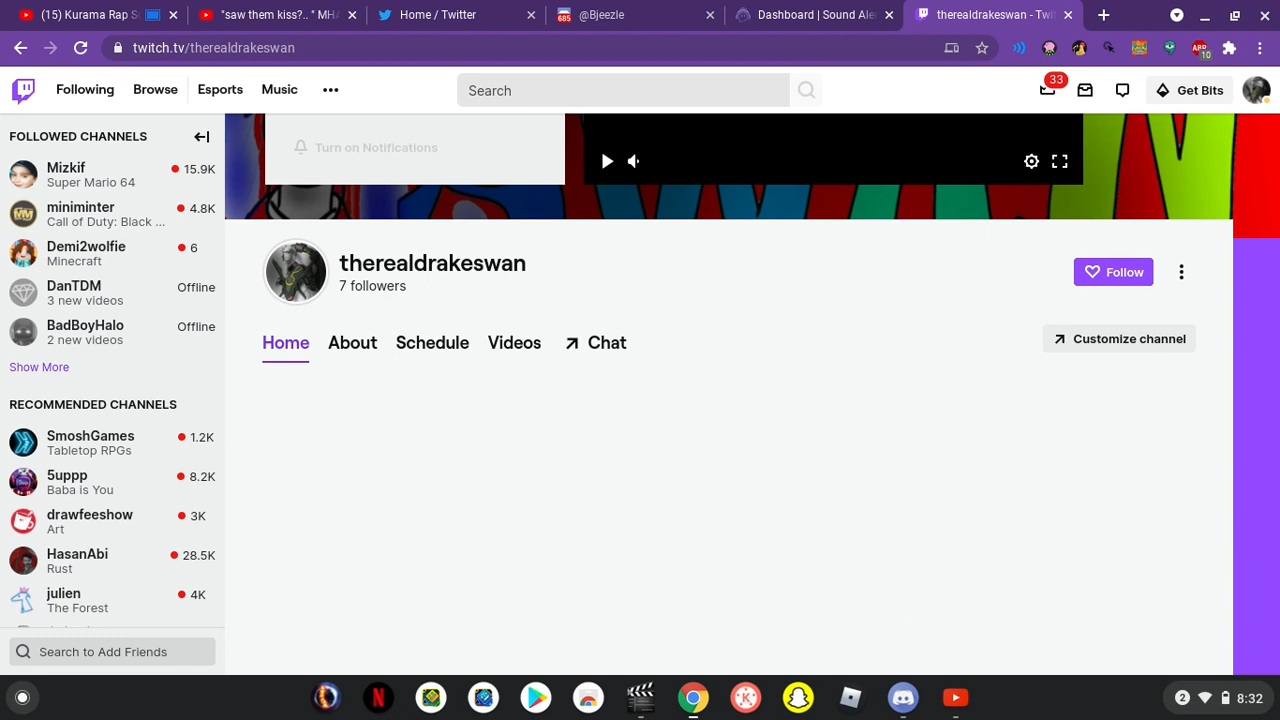 (15) Kurama Rap So
"saw them kiss?.. " MHA
Home / Twitter
685
@Bjeezle
Dashboard | Sound Ale
therealdrakeswan - Twit
twitch.tv/therealdrakeswan
ABP
10
Following
Browse
Esports
Music
Search
33
Get Bits
FOLLOWED CHANNELS
Mizkif
15.9K
Super Mario 64
miniminter
4.8K
Call of Duty: Black ...
Demi2wolfie
6
Minecraft
DanTDM
Offline
3 new videos
BadBoyHalo
Offline
2 new videos
Show More
RECOMMENDED CHANNELS
SmoshGames
1.2K
Tabletop RPGs
5uppp
8.2K
Baba is You
drawfeeshow
3K
Art
HasanAbi
28.5K
Rust
julien
4K
The Forest
Search to Add Friends
Turn on Notifications
therealdrakeswan
7 followers
Follow
Home
About
Schedule
Videos
Chat
Customize channel
2
8:32